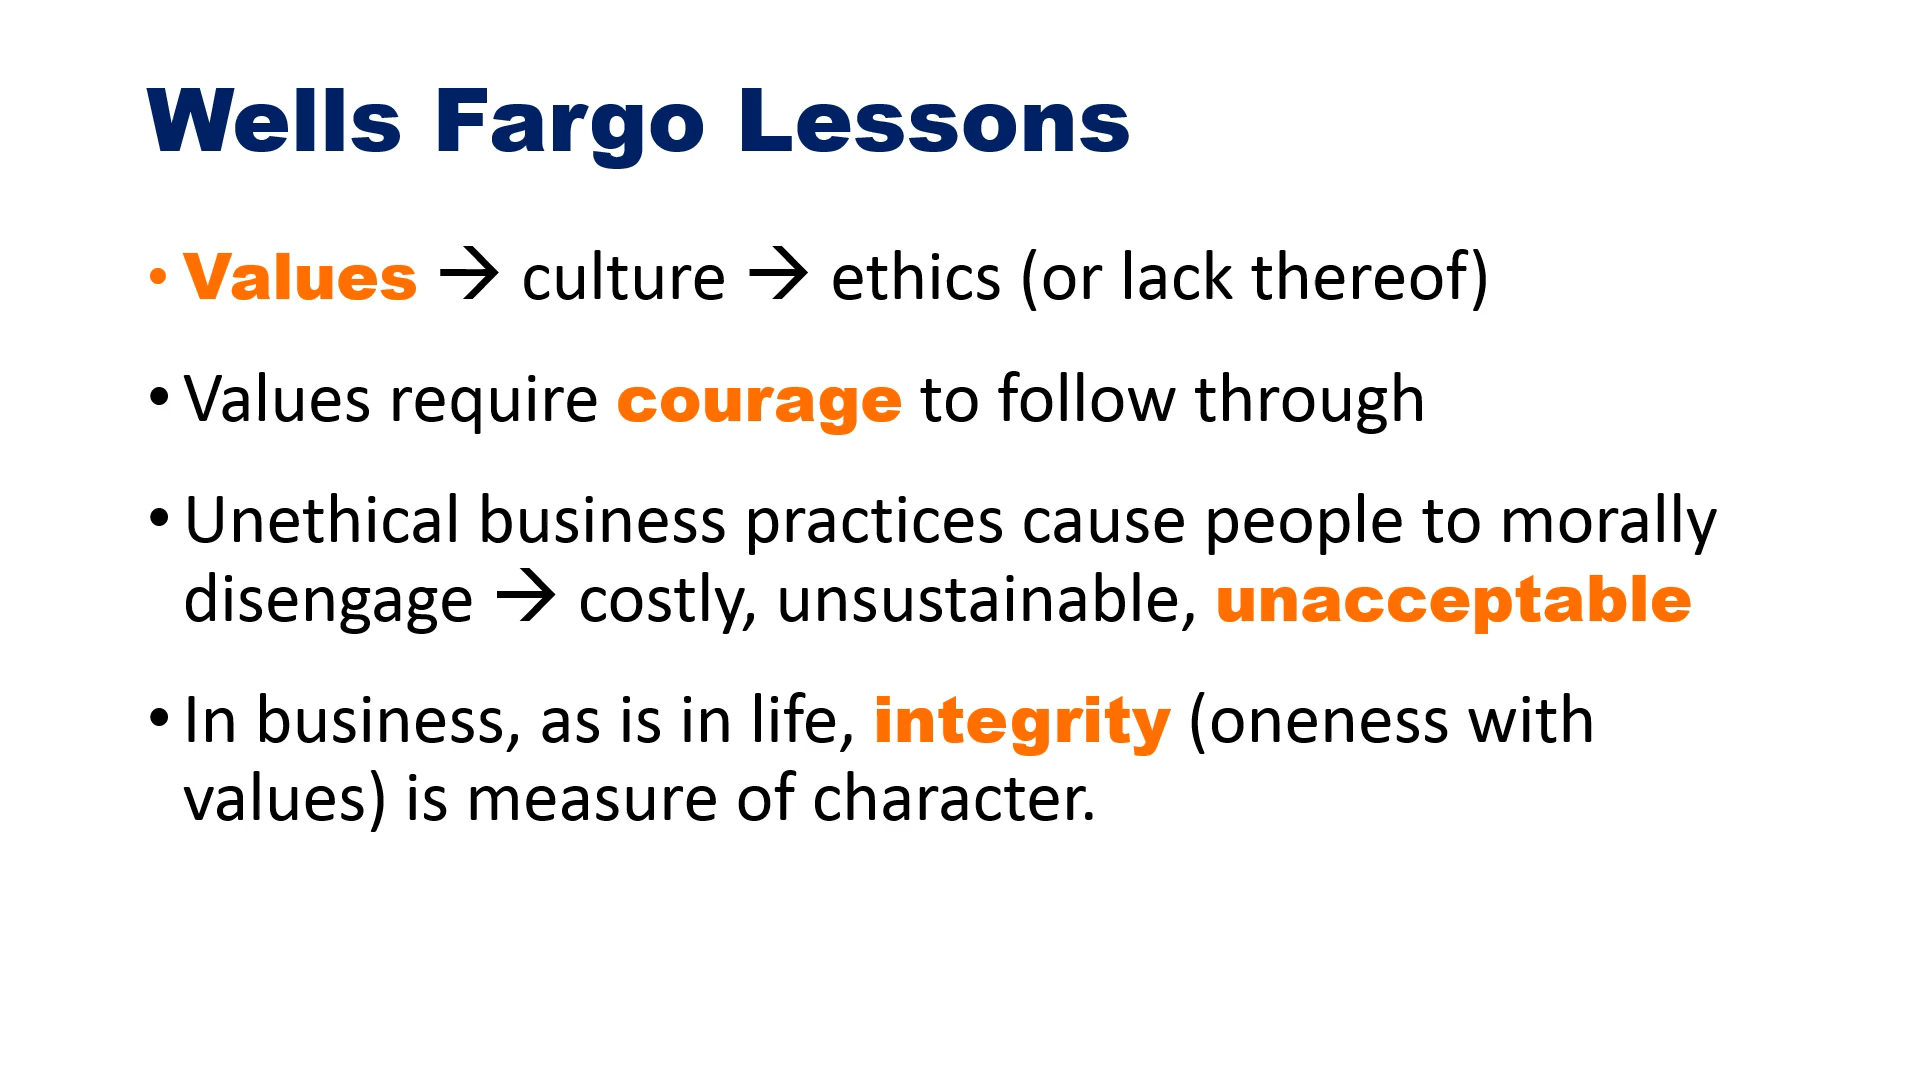 Wells Fargo Lessons
• Values → culture → ethics (or lack thereof)
• Values require courage to follow through
• Unethical business practices cause people to morally
disengage → costly, unsustainable, unacceptable
• In business, as is in life, integrity (oneness with
values) is measure of character.